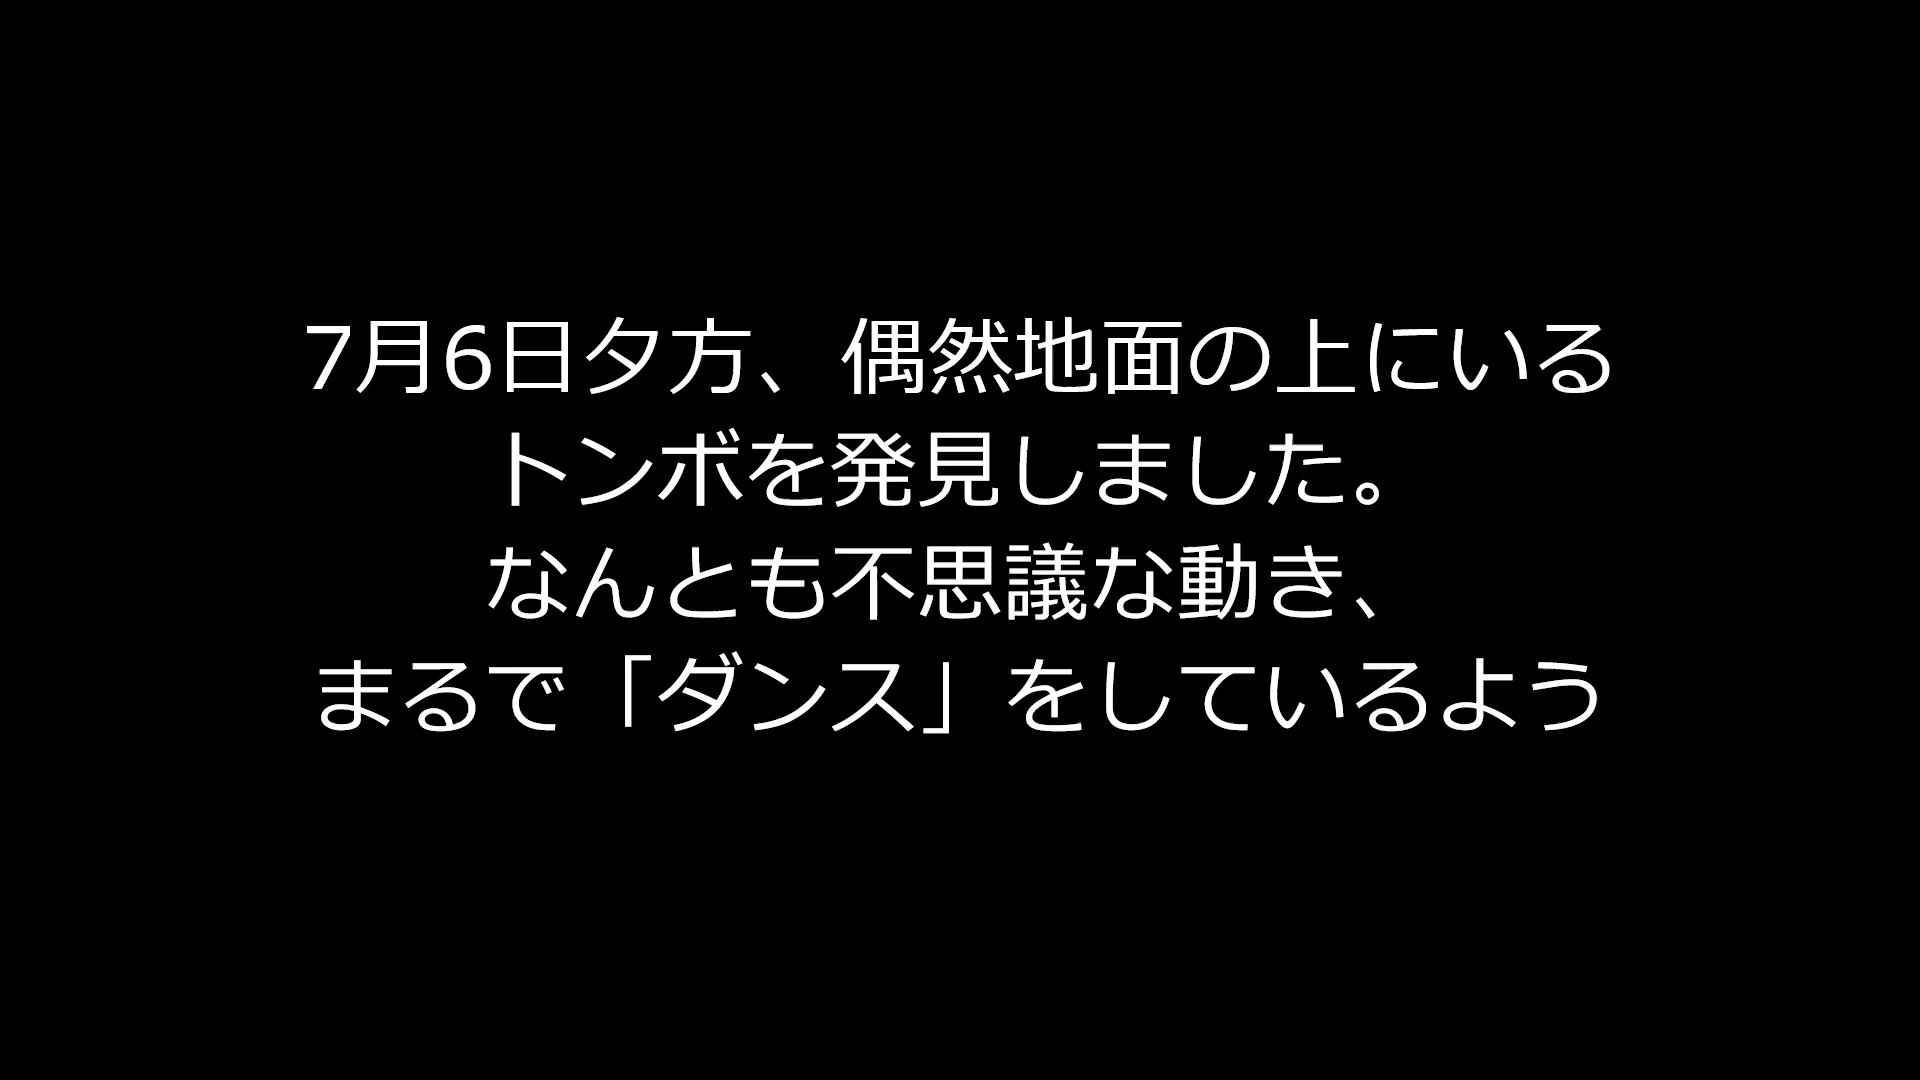 7月6日夕方、偶然地面の上にいる
トンボを発見しました。
なんとも不思議な動き、
まるで「ダンス」をしているよう